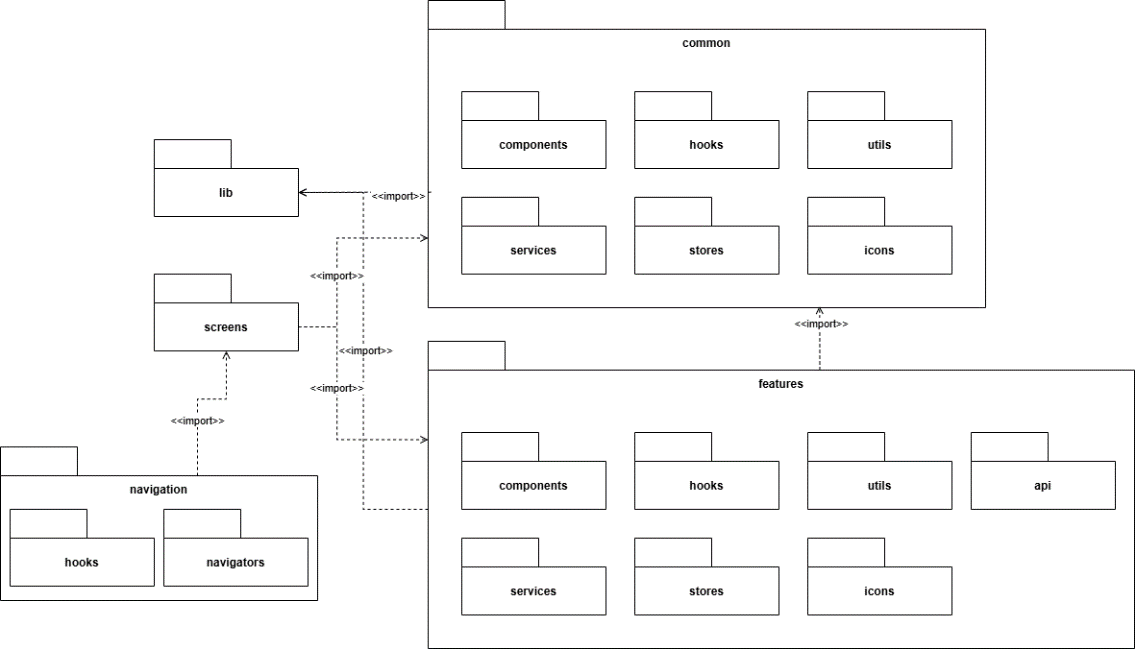 common
components
hooks
utils
lib
<<import>>
services
stores
icons
<<import>>
screens
<<import>>
<<import>>
features
<<import>>
<<import>>
components
hooks
utils
api
navigation
hooks
navigators
services
stores
icons